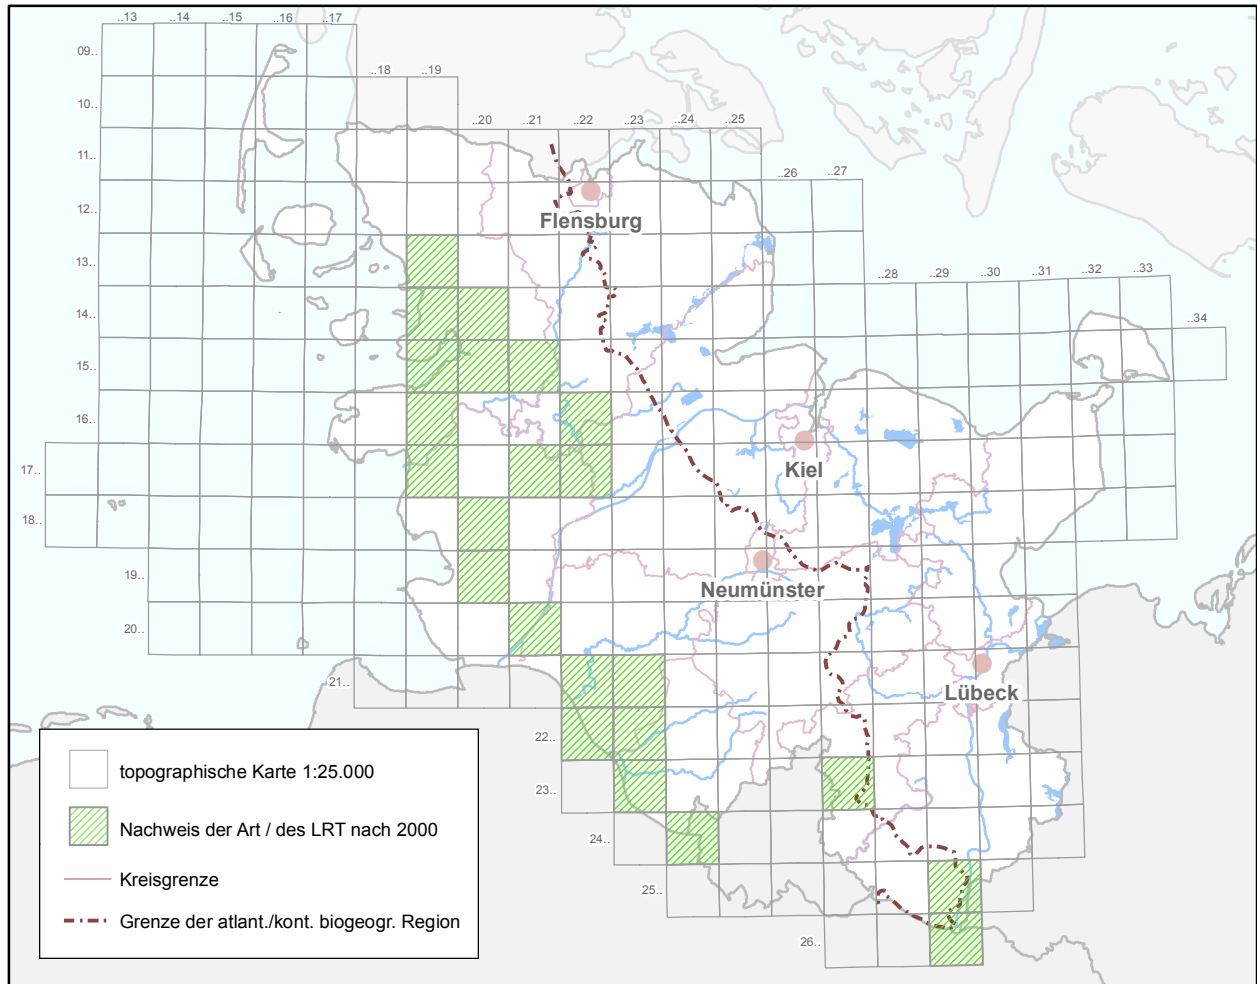 ..13 ..14 ..15 ..16 ..17
09..
..18 ..19
10..
..20 ..21 ..22 ..23 ..24 ..25
11..
..26 ..27
12..
Flensburg
13..
..28 ..29 ..30 ..31 ..32 ..33
14..
..34
15..
16..
Kiel
17..
18..
19..
Neumünster
20..
21..
Lübeck
22..
23..
24..
25..
26..
topographische Karte 1:25.000
Nachweis der Art / des LRT nach 2000
Kreisgrenze
Grenze der atlant./kont. biogeogr. Region